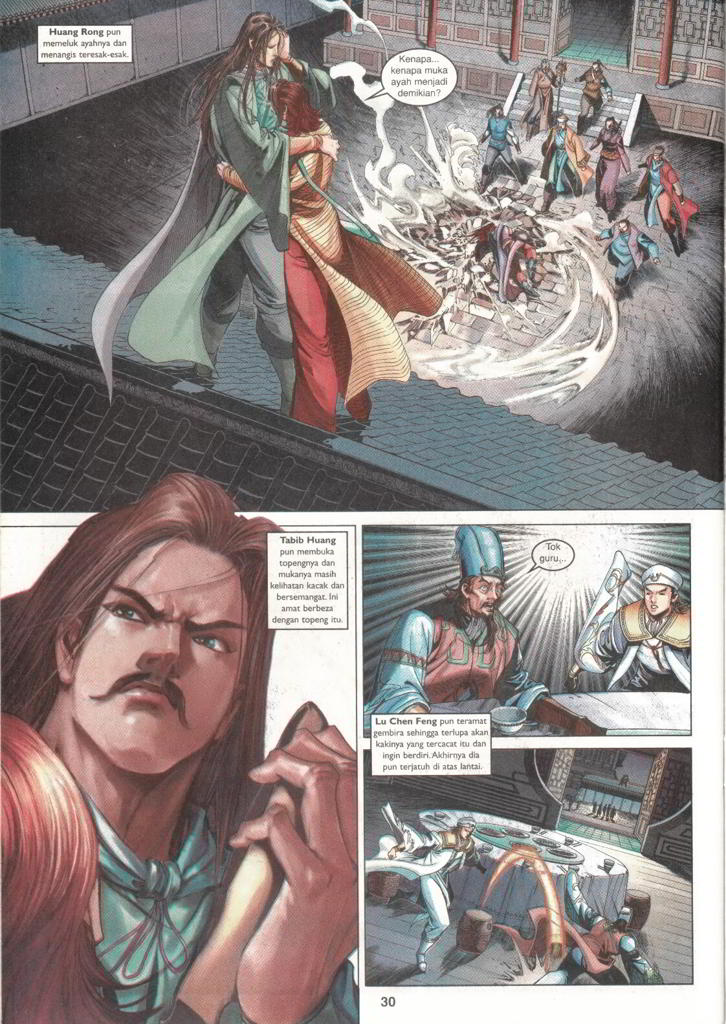 Huang Rong pun
memeluk ayahnya dan
menangis teresak-esak.
Kenapa...
kenapa muka
ayah menjadi
demikian?
Tabib Huang
pun membuka
topengnya dan
mukanya masih
kelihatan kacak dan
bersemangat. Ini
amat berbeza
dengan topeng itu.
Tok
guru...
Lu Chen Feng pun teramat
gembira sehingga terlupa akan
kakinya yang tercacat itu dan
ingin berdiri. Akhirnya dia
pun terjatuh di atas lantai.
30